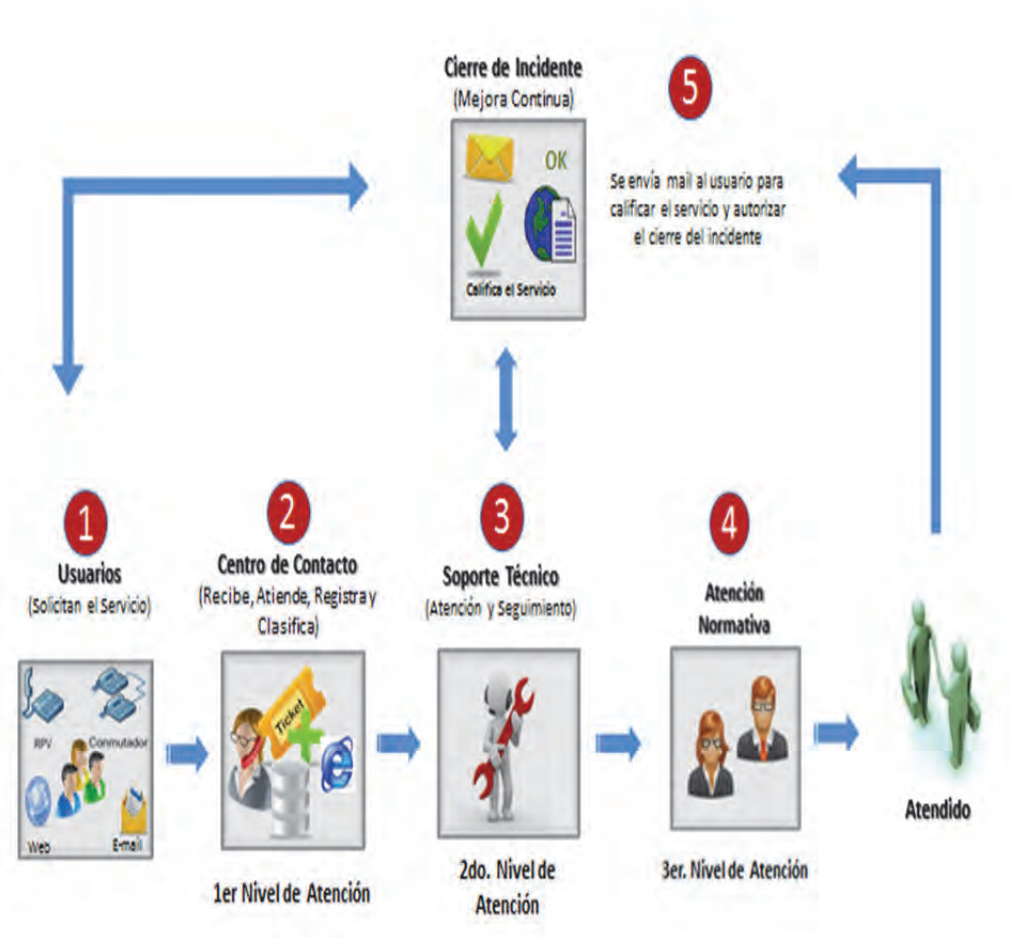 Cierre de Incidente
(Mejora Continua)
5
OK
Califica el Servicio
Se envía mail al usuario para
calificar el servicio y autorizar
el cierre del incidente
1
Usuarios
(Solicitan el Servicio)
RPV
Conmutador
Web
E-mail
2
Centro de Contacto
(Recibe, Atiende, Registra y
Clasifica)
Ticket
1er Nivel de Atención
3
Soporte Técnico
(Atención y Seguimiento)
2do. Nivel de
Atención
4
Atención
Normativa
3er. Nivel de Atención
Atendido